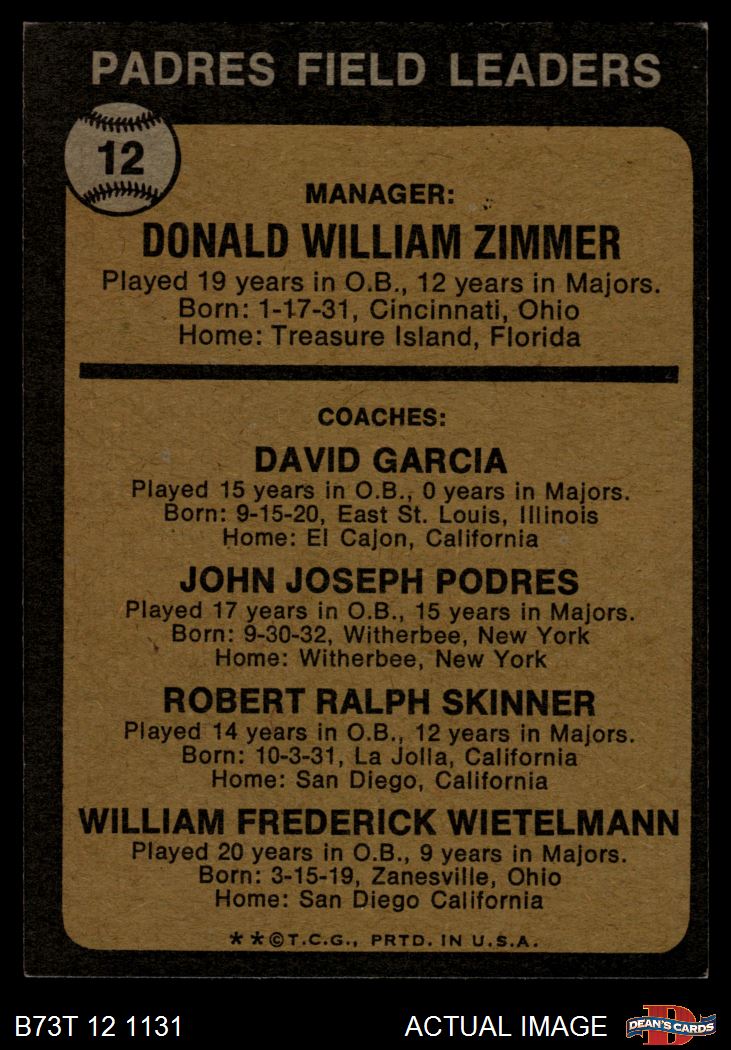 PADRES FIELD LEADERS
12
MANAGER:
DONALD WILLIAM ZIMMER
Played 19 years in O.B., 12 years in Majors.
Born: 1-17-31, Cincinnati, Ohio
Home: Treasure Island, Florida
COACHES:
DAVID GARCIA
Played 15 years in O.B., 0 years in Majors.
Born: 9-15-20, East St. Louis, Illinois
Home: El Cajon, California
JOHN JOSEPH PODRES
Played 17 years in O.B., 15 years in Majors.
Born: 9-30-32, Witherbee, New York
Home: Witherbee, New York
ROBERT RALPH SKINNER
Played 14 years in O.B., 12 years in Majors.
Born: 10-3-31, La Jolla, California
Home: San Diego, California
WILLIAM FREDERICK WIETELMANN
Played 20 years in O.B., 9 years in Majors.
Born: 3-15-19, Zanesville, Ohio
Home: San Diego California
**©T.C.G., PRTD. IN U.S.A.
B73T 12 1131
ACTUAL IMAGE
D
DEAN'S CARDS